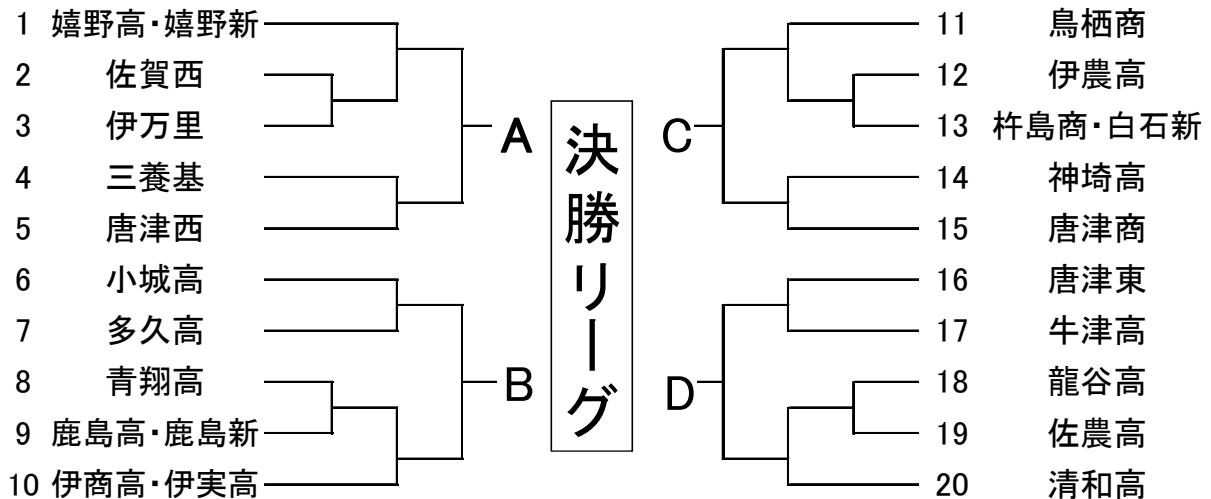 1 嬉野高・嬉野新
2 佐賀西
3 伊万里
4 三養基
5 唐津西
6 小城高
7 多久高
8 青翔高
9 鹿島高・鹿島新
10 伊商高・伊実高
A
B
決勝リーグ
C
D
11 鳥栖商
12 伊農高
13 杵島商・白石新
14 神埼高
15 唐津商
16 唐津東
17 牛津高
18 龍谷高
19 佐農高
20 清和高